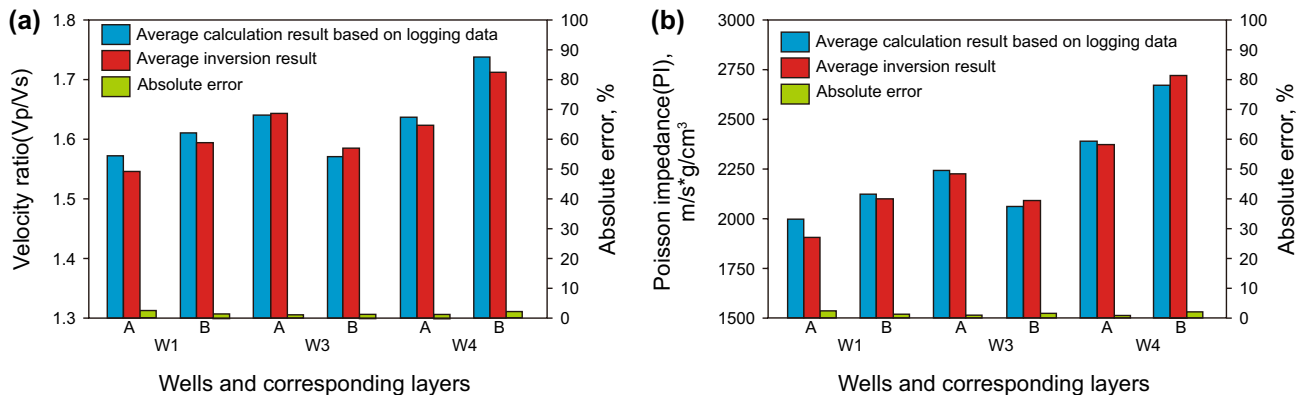 (a)
Velocity ratio(Vp/Vs)
1.8
1.7
1.6
1.5
1.4
1.3
Average calculation result based on logging data
Average inversion result
Absolute error
100
90
80
70
60
50
40
30
20
10
0
Absolute error, %
A B A B A B
W1 W3 W4
Wells and corresponding layers
(b)
Poisson impedance(PI),
m/s*g/cm³
3000
2750
2500
2250
2000
1750
1500
Average calculation result based on logging data
Average inversion result
Absolute error
100
90
80
70
60
50
40
30
20
10
0
Absolute error, %
A B A B A B
W1 W3 W4
Wells and corresponding layers